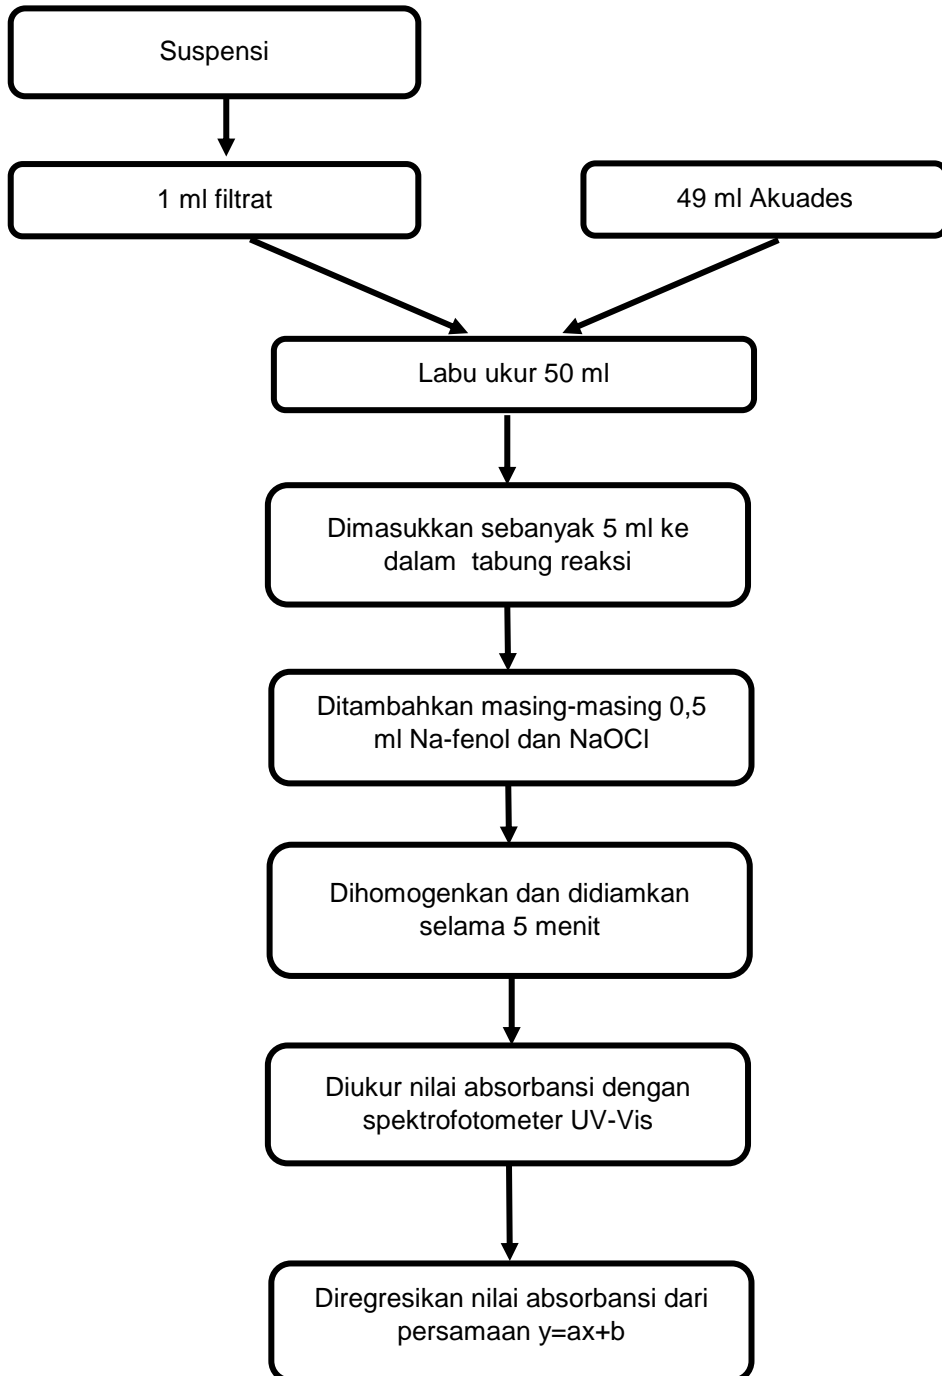 Suspensi
1 ml filtrat
49 ml Akuades
Labu ukur 50 ml
Dimasukkan sebanyak 5 ml ke
dalam tabung reaksi
Ditambahkan masing-masing 0,5
ml Na-fenol dan NaOCl
Dihomogenkan dan didiamkan
selama 5 menit
Diukur nilai absorbansi dengan
spektrofotometer UV-Vis
Diregresikan nilai absorbansi dari
persamaan y=ax+b